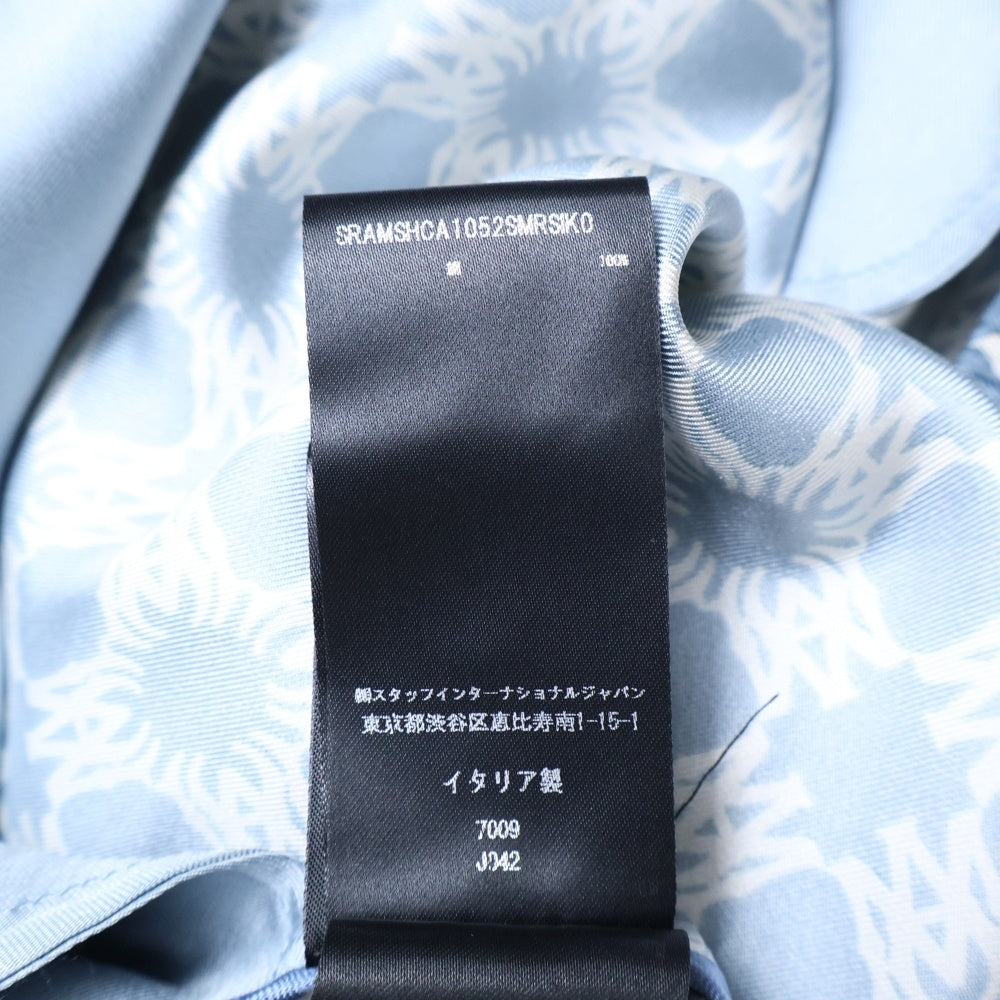 SRAMSHCA1052SMRSIK0
絹 100%
㈱スタッフインターナショナルジャパン
東京都渋谷区恵比寿南1-15-1
イタリア製
7009
J042